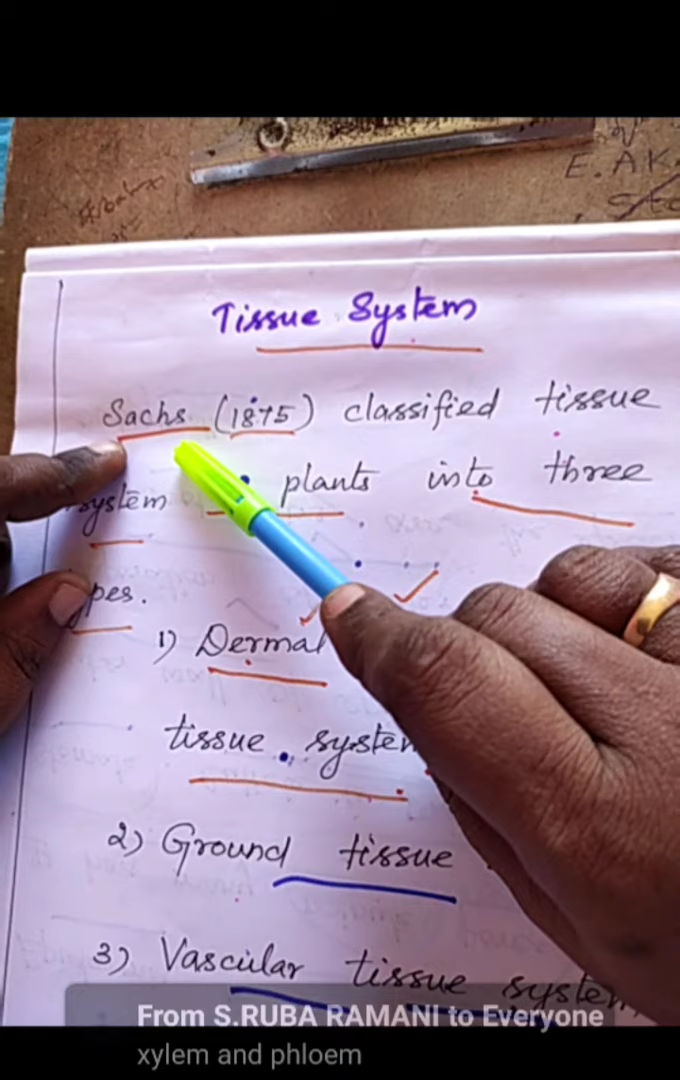 E. AK
Tissue System
Sachs (1875) classified tissue
system plants into three
pes.
1) Dermal
tissue system
2) Ground tissue
3) Vascular tissue system
From S.RUBA RAMANI to Everyone
xylem and phloem